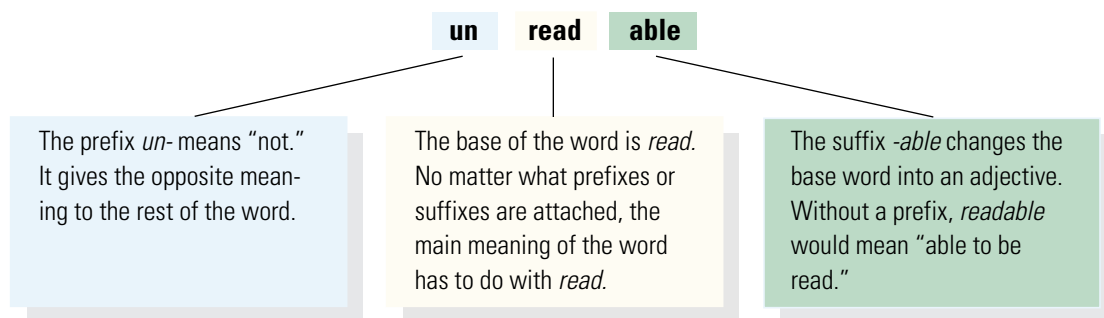 un read able
The prefix un- means “not.”
It gives the opposite mean-
ing to the rest of the word.
The base of the word is read.
No matter what prefixes or
suffixes are attached, the
main meaning of the word
has to do with read.
The suffix -able changes the
base word into an adjective.
Without a prefix, readable
would mean “able to be
read.”